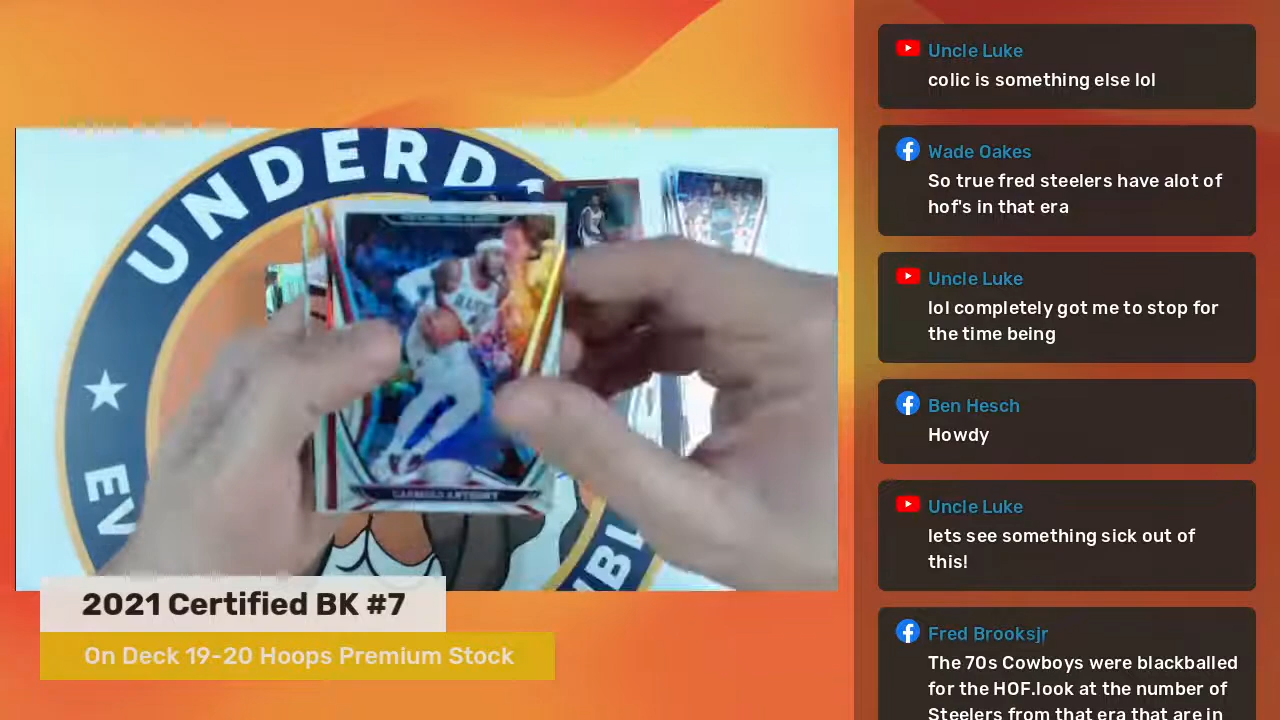 UNDERD
EV
CARMELO ANTHONY
2021 Certified BK #7
On Deck 19-20 Hoops Premium Stock
Uncle Luke
colic is something else lol
Wade Oakes
So true fred steelers have alot of
hof's in that era
Uncle Luke
lol completely got me to stop for
the time being
Ben Hesch
Howdy
Uncle Luke
lets see something sick out of
this!
Fred Brooksjr
The 70s Cowboys were blackballed
for the HOF.look at the number of
Steelers from that era that are in